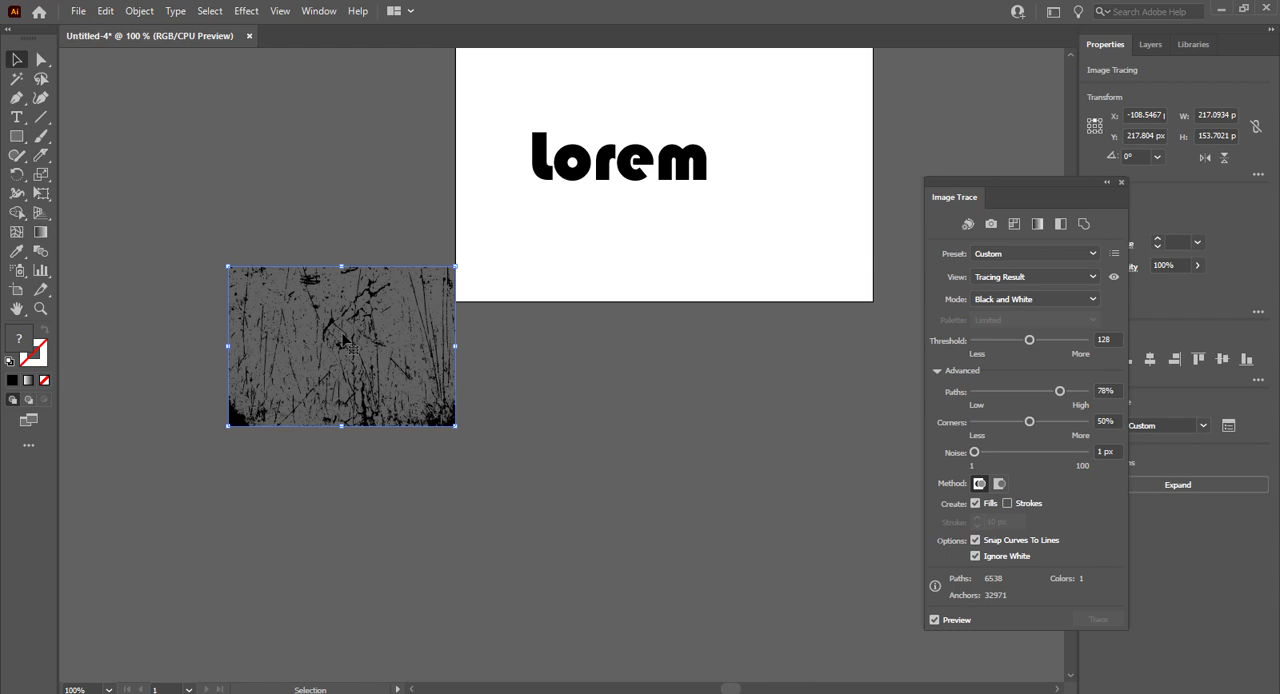 Ai File Edit Object Type Select Effect View Window Help Search Adobe Help
Untitled-4* @ 100 % (RGB/CPU Preview) ×
Properties Layers Libraries
Image Tracing
Transform
X: -108.5467 p W: 217.0934 p
Y: 217.804 px H: 153.7021 p
0°
Lorem
Image Trace
Preset: Custom
View: Tracing Result
100%
Mode: Black and White
Palette: Limited
Threshold: 128
Less More
Advanced
Paths: 78%
Low High
Corners: 50%
Less More
Custom
Noise: 1 px
1 100
Method:
Expand
Create: Fills Strokes
Stroke: 10 px
Options: Snap Curves To Lines
Ignore White
Paths: 6538 Colors: 1
Anchors: 32971
Preview Trace
?
100% 1 Selection